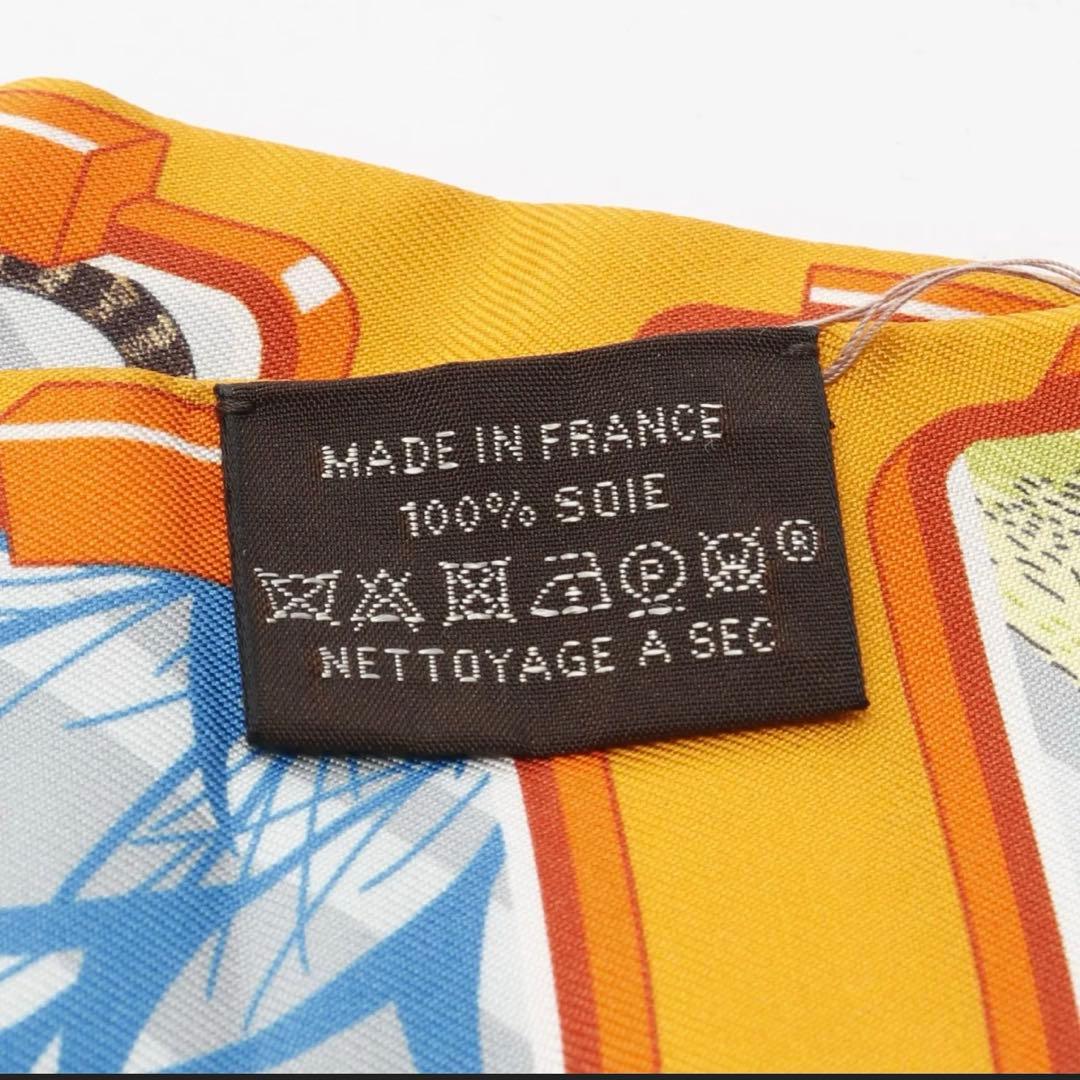 MADE IN FRANCE
100% SOIE
P W ®
NETTOYAGE A SEC